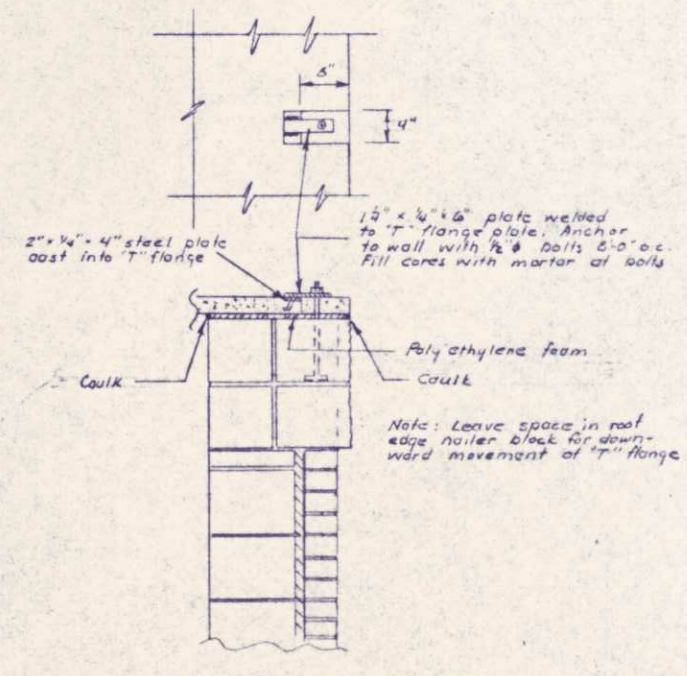 8"
4"
1½" x ¼" x 6" plate welded
to "T" flange plate. Anchor
to wall with ½"ϕ bolts 8'-0" o.c.
Fill cores with mortar at bolts
2" x ¼" x 4" steel plate
cast into "T" flange
Polyethylene foam
Caulk
Caulk
Note: Leave space in roof
edge nailer block for down-
ward movement of "T" flange